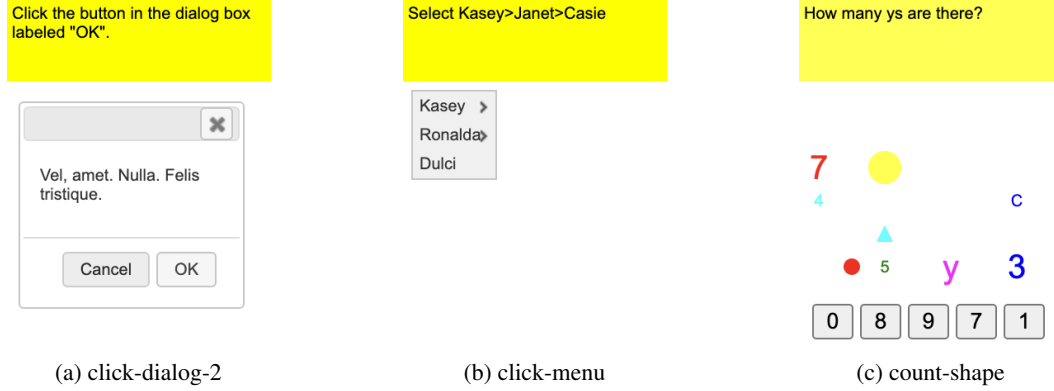 Click the button in the dialog box
labeled "OK".
Vel, amet. Nulla. Felis
tristique.
Cancel
OK
(a) click-dialog-2
Select Kasey>Janet>Casie
Kasey
Ronalda
Dulci
(b) click-menu
How many ys are there?
7
4
C
5
y
3
0 8 9 7 1
(c) count-shape